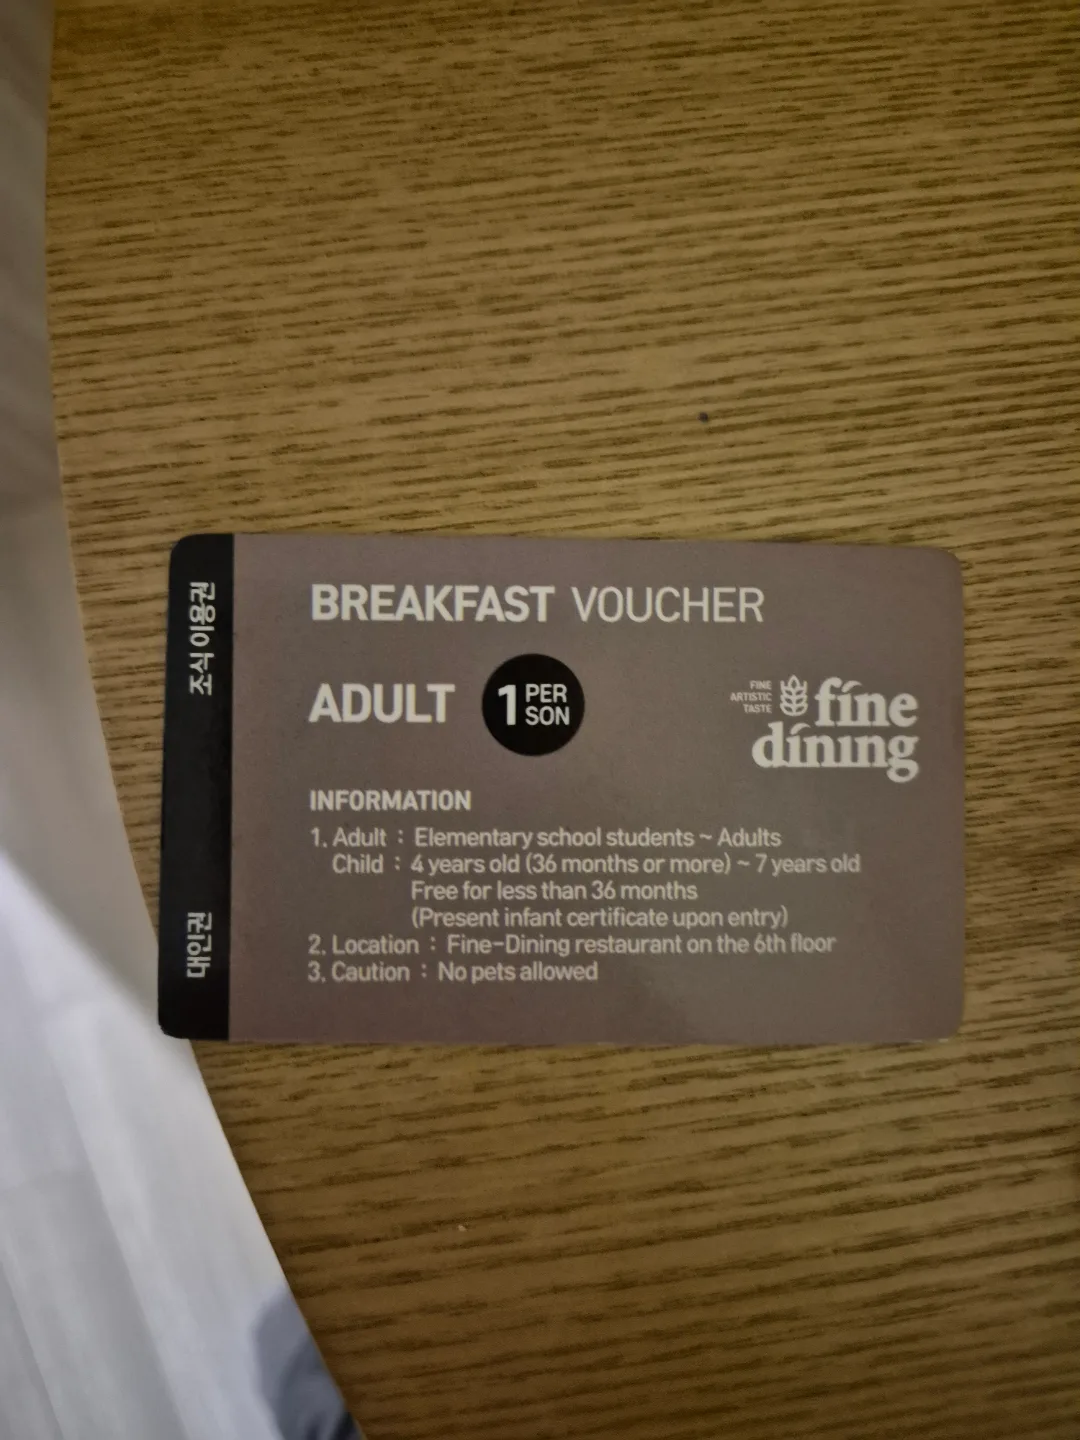 조식 이용권
대인권
BREAKFAST VOUCHER
ADULT 1 PER
SON
FINE
ARTISTIC
TASTE
fine
dining
INFORMATION
1. Adult : Elementary school students ~ Adults
Child : 4 years old (36 months or more) ~ 7 years old
Free for less than 36 months
(Present infant certificate upon entry)
2. Location : Fine-Dining restaurant on the 6th floor
3. Caution : No pets allowed